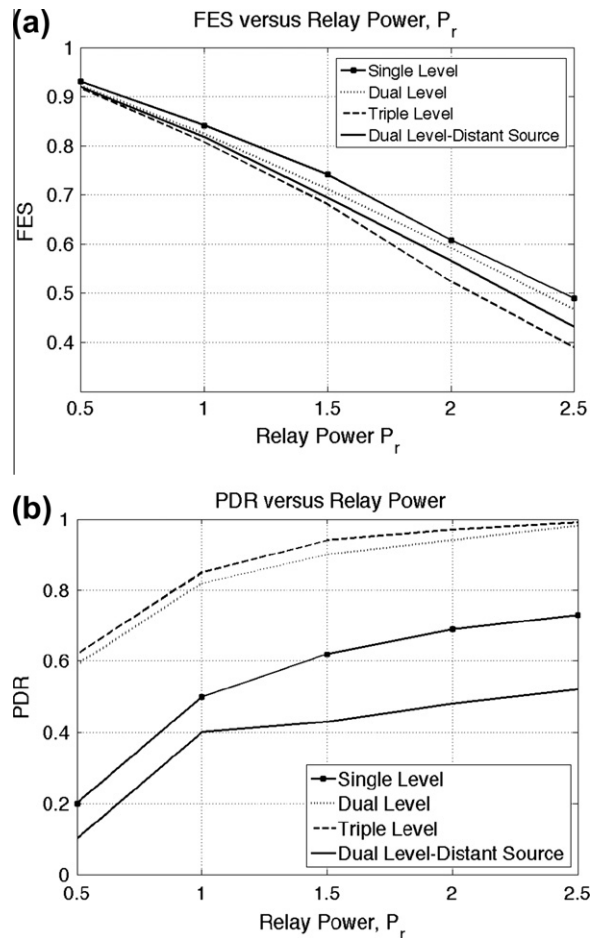 (a)
FES versus Relay Power, P_r
1
0.9
0.8
0.7
0.6
0.5
0.4
FES
Single Level
Dual Level
Triple Level
Dual Level-Distant Source
0.5 1 1.5 2 2.5
Relay Power P_r
(b)
PDR versus Relay Power
1
0.8
0.6
0.4
0.2
0
PDR
Single Level
Dual Level
Triple Level
Dual Level-Distant Source
0.5 1 1.5 2 2.5
Relay Power, P_r